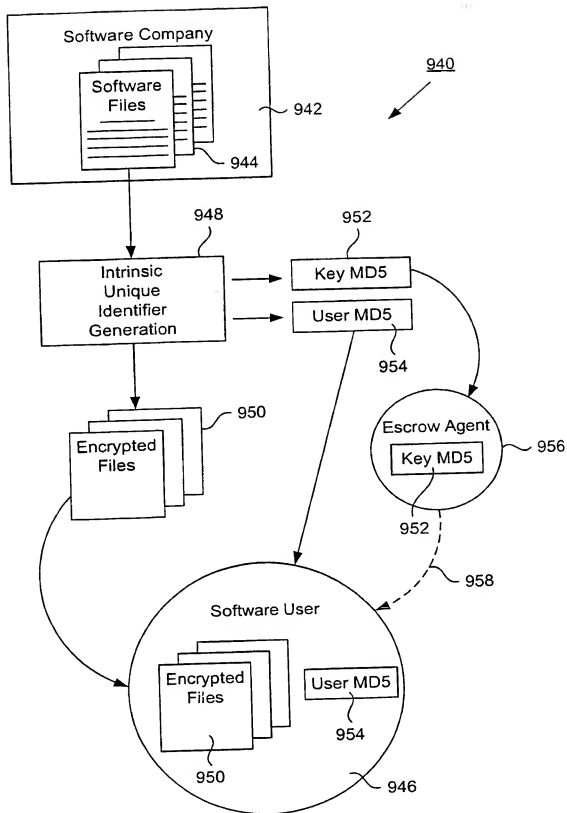 Software Company
940
Software
Files
942
944
948
952
Intrinsic
Unique
Identifier
Generation
Key MD5
User MD5
954
950
Encrypted
Files
Escrow Agent
956
Key MD5
952
958
Software User
Encrypted
Files
User MD5
954
950
946